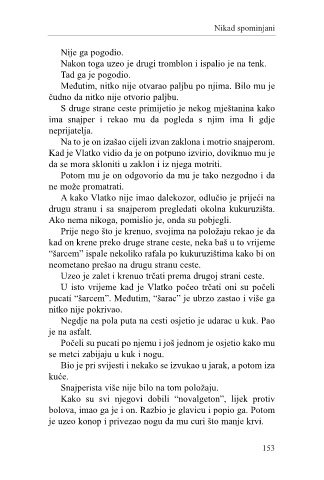 Nikad spominjani
Nije ga pogodio.
Nakon toga uzeo je drugi tromblon i ispalio je na tenk.
Tad ga je pogodio.
Međutim, nitko nije otvarao paljbu po njima. Bilo mu je
čudno da nitko nije otvorio paljbu.
S druge strane ceste primijetio je nekog mještanina kako
ima snajper i rekao mu da pogleda s njim ima li gdje
neprijatelja.
Na to je on izašao cijeli izvan zaklona i motrio snajperom.
Kad je Vlatko vidio da je on potpuno izvirio, doviknuo mu je
da se mora skloniti u zaklon i iz njega motriti.
Potom mu je on odgovorio da mu je tako nezgodno i da
ne može promatrati.
A kako Vlatko nije imao dalekozor, odlučio je prijeći na
drugu stranu i sa snajperom pregledati okolna kukuruzišta.
Ako nema nikoga, pomislio je, onda su pobjegli.
Prije nego što je krenuo, svojima na položaju rekao je da
kad on krene preko druge strane ceste, neka baš u to vrijeme
“šarcem” ispale nekoliko rafala po kukuruzištima kako bi on
neometano prešao na drugu stranu ceste.
Uzeo je zalet i krenuo trčati prema drugoj strani ceste.
U isto vrijeme kad je Vlatko počeo trčati oni su počeli
pucati “šarcem”. Međutim, “šarac” je ubrzo zastao i više ga
nitko nije pokrivao.
Negdje na pola puta na cesti osjetio je udarac u kuk. Pao
je na asfalt.
Počeli su pucati po njemu i još jednom je osjetio kako mu
se metci zabijaju u kuk i nogu.
Bio je pri svijesti i nekako se izvukao u jarak, a potom iza
kuće.
Snajperista više nije bilo na tom položaju.
Kako su svi njegovi dobili “novalgeton”, lijek protiv
bolova, imao ga je i on. Razbio je glavicu i popio ga. Potom
je uzeo konop i privezao nogu da mu curi što manje krvi.
153